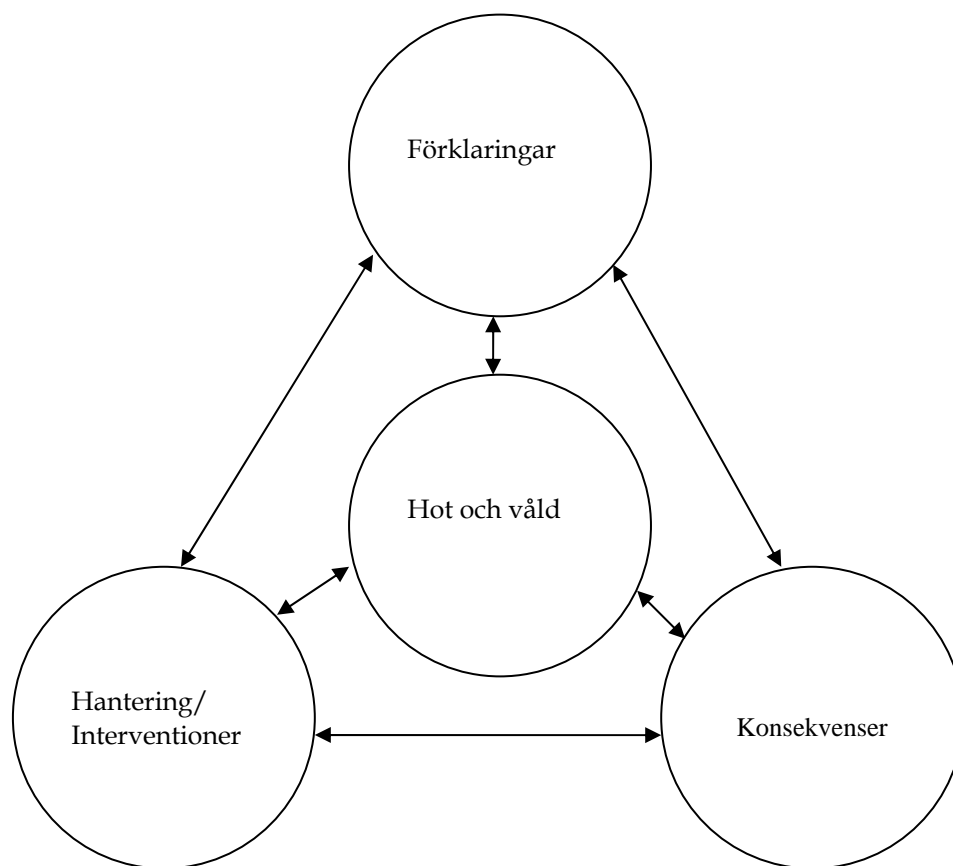 Förklaringar
Hot och våld
Hantering/
Interventioner
Konsekvenser